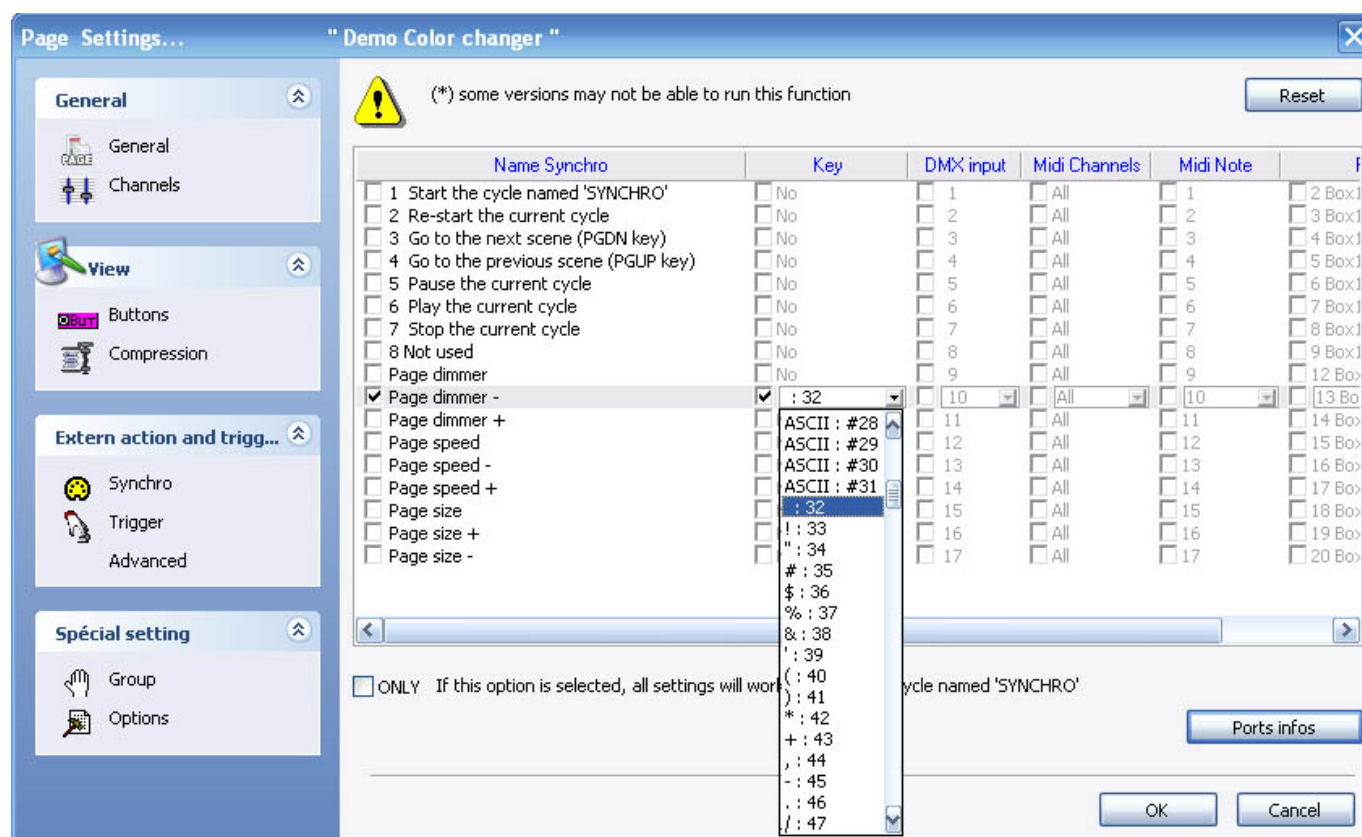 Page Settings... " Demo Color changer "
General
General
PAGE
Channels
View
BUT Buttons
Compression
Extern action and trigg...
Synchro
Trigger
Advanced
Spécial setting
Group
Options
(*) some versions may not be able to run this function
Reset
Name Synchro Key DMX input Midi Channels Midi Note
1 Start the cycle named 'SYNCHRO' No 1 All 1 2 Box1
2 Re-start the current cycle No 2 All 2 3 Box1
3 Go to the next scene (PGDN key) No 3 All 3 4 Box1
4 Go to the previous scene (PGUP key) No 4 All 4 5 Box1
5 Pause the current cycle No 5 All 5 6 Box1
6 Play the current cycle No 6 All 6 7 Box1
7 Stop the current cycle No 7 All 7 8 Box1
8 Not used No 8 All 8 9 Box1
Page dimmer No 9 All 9 12 Box
Page dimmer - : 32 10 All 10 13 Bo
Page dimmer + 11 All 11 14 Box
Page speed 12 All 12 15 Box
Page speed - 13 All 13 16 Box
Page speed + 14 All 14 17 Box
Page size 15 All 15 18 Box
Page size + 16 All 16 19 Box
Page size - 17 All 17 20 Box
ASCII : #28
ASCII : #29
ASCII : #30
ASCII : #31
: 32
! : 33
" : 34
# : 35
$ : 36
% : 37
& : 38
' : 39
( : 40
) : 41
* : 42
+ : 43
, : 44
- : 45
. : 46
/ : 47
ONLY If this option is selected, all settings will wor ycle named 'SYNCHRO'
Ports infos
OK Cancel